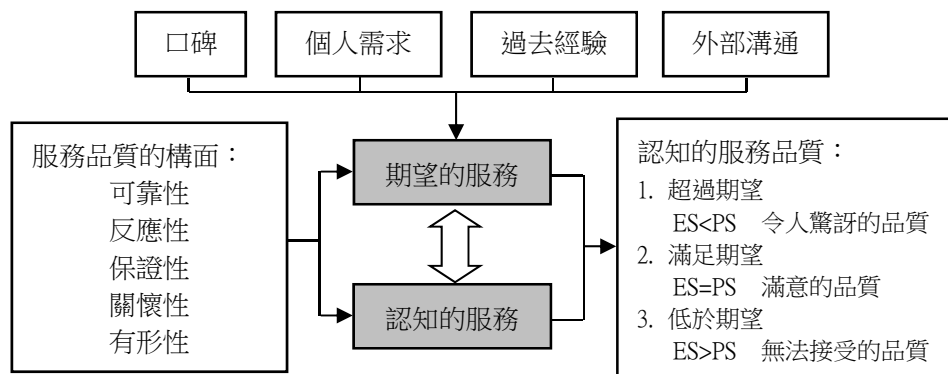 口碑
個人需求
過去經驗
外部溝通
服務品質的構面：
可靠性
反應性
保證性
關懷性
有形性
期望的服務
認知的服務
認知的服務品質：
1. 超過期望
ES<PS 令人驚訝的品質
2. 滿足期望
ES=PS 滿意的品質
3. 低於期望
ES>PS 無法接受的品質